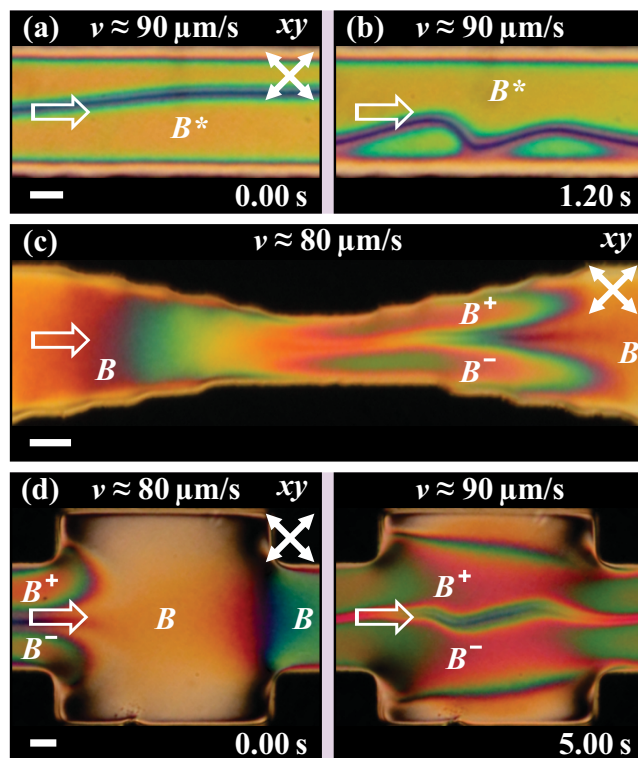 (a) ν ≈ 90 µm/s xy
B*
0.00 s
(b) ν ≈ 90 µm/s
B*
1.20 s
(c) ν ≈ 80 µm/s xy
B
B+
B−
B
(d) ν ≈ 80 µm/s xy
B+
B−
B
B
0.00 s
ν ≈ 90 µm/s
B+
B−
5.00 s